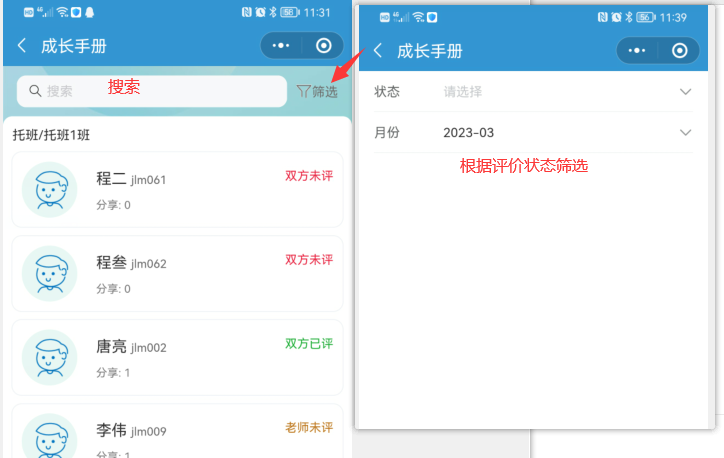 11:31
成长手册
搜索
搜索
筛选
托班/托班1班
程二 jlm061
双方未评
分享: 0
程叁 jlm062
双方未评
分享: 0
唐亮 jlm002
双方已评
分享: 1
李伟 jlm009
老师未评
分享: 1
11:39
成长手册
状态 请选择
月份 2023-03
根据评价状态筛选